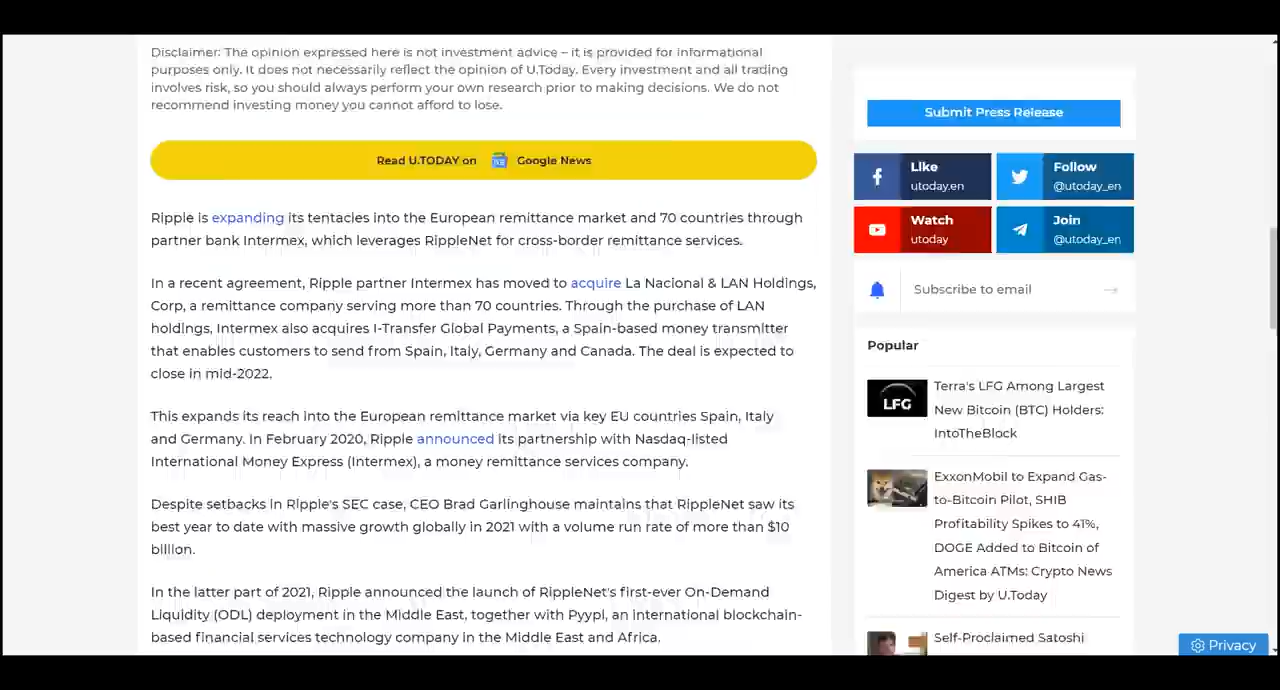 Disclaimer: The opinion expressed here is not investment advice – it is provided for informational
purposes only. It does not necessarily reflect the opinion of U.Today. Every investment and all trading
involves risk, so you should always perform your own research prior to making decisions. We do not
recommend investing money you cannot afford to lose.
Read U.TODAY on Google News
Ripple is expanding its tentacles into the European remittance market and 70 countries through
partner bank Intermex, which leverages RippleNet for cross-border remittance services.
In a recent agreement, Ripple partner Intermex has moved to acquire La Nacional & LAN Holdings,
Corp, a remittance company serving more than 70 countries. Through the purchase of LAN
holdings, Intermex also acquires I-Transfer Global Payments, a Spain-based money transmitter
that enables customers to send from Spain, Italy, Germany and Canada. The deal is expected to
close in mid-2022.
This expands its reach into the European remittance market via key EU countries Spain, Italy
and Germany. In February 2020, Ripple announced its partnership with Nasdaq-listed
International Money Express (Intermex), a money remittance services company.
Despite setbacks in Ripple's SEC case, CEO Brad Garlinghouse maintains that RippleNet saw its
best year to date with massive growth globally in 2021 with a volume run rate of more than $10
billion.
In the latter part of 2021, Ripple announced the launch of RippleNet's first-ever On-Demand
Liquidity (ODL) deployment in the Middle East, together with Pyypl, an international blockchain-
based financial services technology company in the Middle East and Africa.
Submit Press Release
Like
utoday.en
Follow
@utoday_en
Watch
utoday
Join
@utoday_en
Subscribe to email
Popular
LFG
Terra's LFG Among Largest
New Bitcoin (BTC) Holders:
IntoTheBlock
ExxonMobil to Expand Gas-
to-Bitcoin Pilot, SHIB
Profitability Spikes to 41%,
DOGE Added to Bitcoin of
America ATMs: Crypto News
Digest by U.Today
Self-Proclaimed Satoshi
Privacy